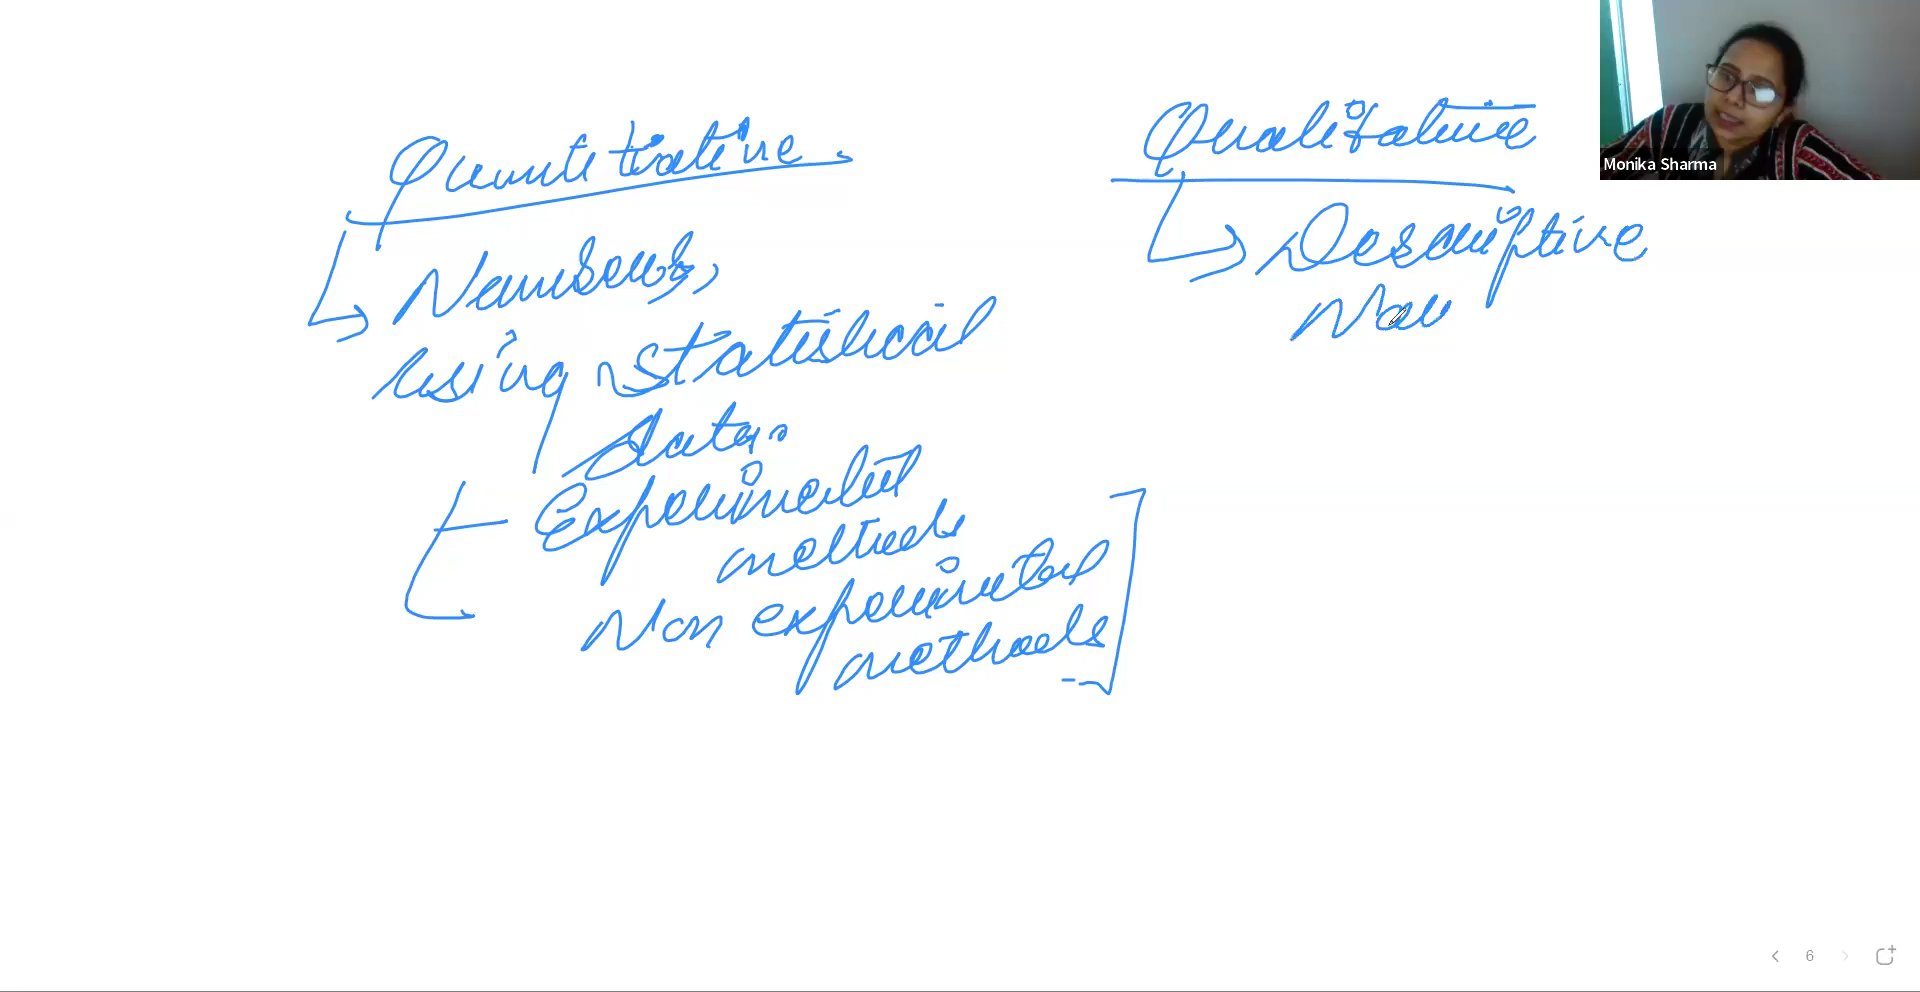 Quantitative
Numbers,
using statistical
data.
Experimental
methods
Non experimental
methods
Qualitative
Descriptive
Monika Sharma
6